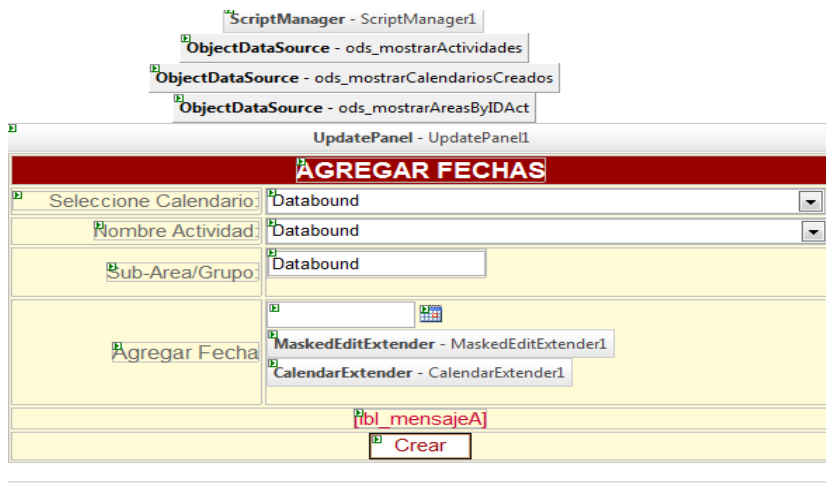 ScriptManager - ScriptManager1
ObjectDataSource - ods_mostrarActividades
ObjectDataSource - ods_mostrarCalendariosCreados
ObjectDataSource - ods_mostrarAreasByIDAct
UpdatePanel - UpdatePanel1
AGREGAR FECHAS
Seleccione Calendario: Databound
Nombre Actividad: Databound
Sub-Area/Grupo: Databound
Agregar Fecha
MaskedEditExtender - MaskedEditExtender1
CalendarExtender - CalendarExtender1
[lbl_mensajeA]
Crear